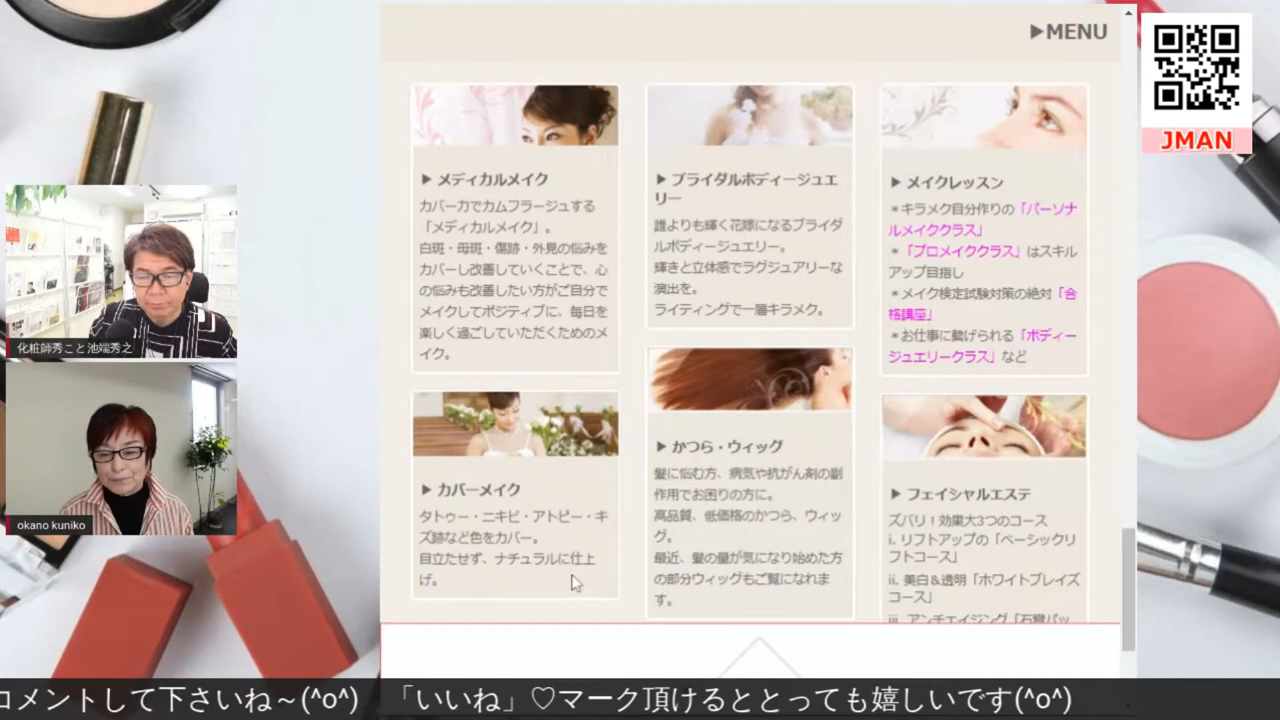 ▶MENU
▶ メディカルメイク
カバー力でカムフラージュする
「メディカルメイク」。
白斑・母斑・傷跡・外見の悩みを
カバーし改善していくことで、心
の悩みも改善したい方がご自分で
メイクしてポジティブに、毎日を
楽しく過ごしていただくためのメ
イク。
▶ カバーメイク
タトゥー・ニキビ・アトピー・キ
ズ跡など色をカバー。
目立たせず、ナチュラルに仕上
げ。
▶ ブライダルボディージュエ
リー
誰よりも輝く花嫁になるブライダ
ルボディージュエリー。
輝きと立体感でラグジュアリーな
演出を。
ライティングで一層キラメク。
▶ かつら・ウィッグ
髪に悩む方、病気や抗がん剤の副
作用でお困りの方に。
高品質、低価格のかつら、ウィッ
グ。
最近、髪の量が気になり始めた方
の部分ウィッグもご覧になれま
す。
▶ メイクレッスン
＊キラメク自分作りの「パーソナ
ルメイククラス」
＊「プロメイククラス」はスキル
アップ目指し
＊メイク検定試験対策の絶対「合
格講座」
＊お仕事に繋げられる「ボディー
ジュエリークラス」など
▶ フェイシャルエステ
ズバリ！効果大3つのコース
i. リフトアップの「ベーシックリ
フトコース」
ii. 美白＆透明「ホワイトブレイズ
コース」
iii. アンチエイジング「石膏パッ
JMAN
化粧師秀こと池端秀之
okano kuniko
コメントして下さいね～(^o^)　「いいね」♡マーク頂けるととっても嬉しいです(^o^)